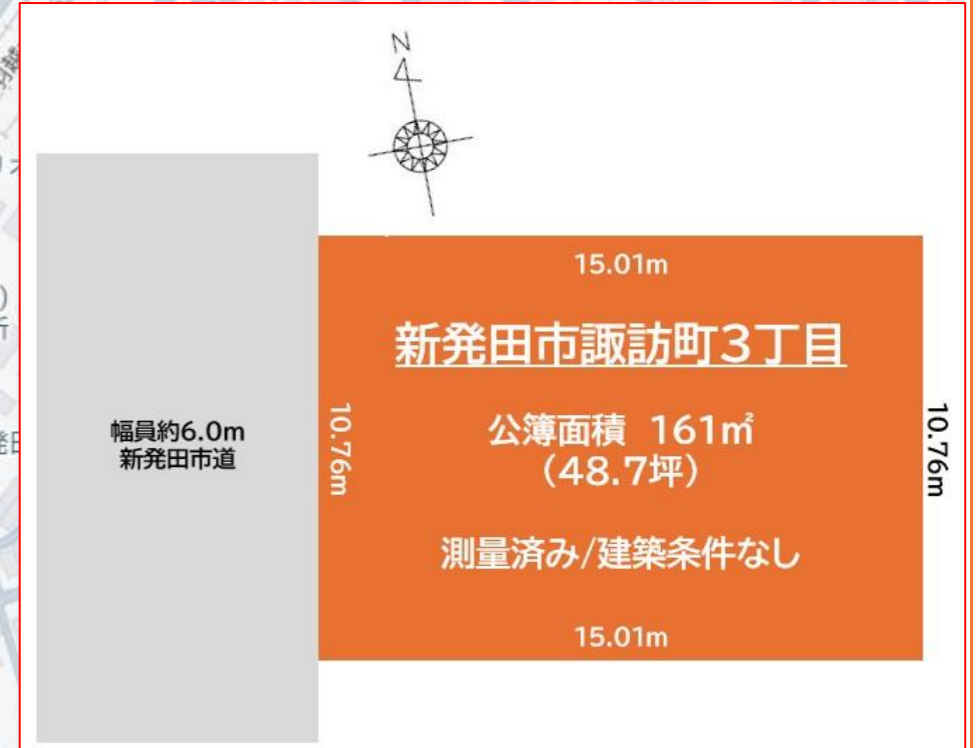 N
15.01m
新発田市諏訪町3丁目
公簿面積 161㎡
(48.7坪)
測量済み/建築条件なし
15.01m
10.76m
10.76m
幅員約6.0m
新発田市道